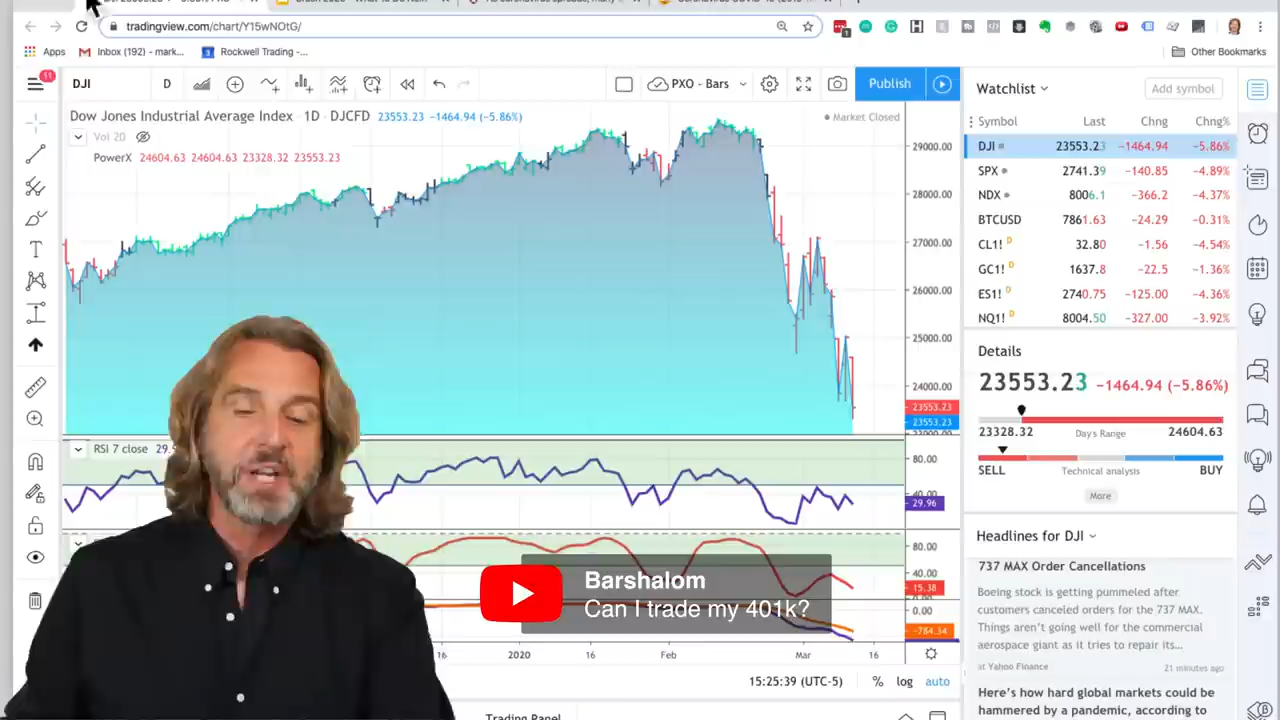 tradingview.com/chart/Y15wNOtG/
Apps
Inbox (192) - mark...
Rockwell Trading -...
Other Bookmarks
11
DJI
D
PXO - Bars
Publish
Dow Jones Industrial Average Index · 1D · DJCFD 23553.23 −1464.94 (−5.86%)
Market Closed
Vol 20
PowerX 24604.63 24604.63 23328.32 23553.23
29000.00
28000.00
27000.00
26000.00
25000.00
24000.00
23553.23
23553.23
RSI 7 close
80.00
29.96
80.00
40.00
15.38
0.00
−784.34
16
2020
16
Feb
Mar
16
15:25:39 (UTC-5)
%
log
auto
Trading Panel
Barshalom
Can I trade my 401k?
Watchlist
Add symbol
Symbol Last Chng Chng%
DJI 23553.23 −1464.94 −5.86%
SPX 2741.39 −140.85 −4.89%
NDX 8006.1 −366.2 −4.37%
BTCUSD 7861.63 −24.29 −0.31%
CL1! D 32.80 −1.56 −4.54%
GC1! D 1637.8 −22.5 −1.36%
ES1! D 2740.75 −125.00 −4.36%
NQ1! D 8004.50 −327.00 −3.92%
Details
23553.23 −1464.94 (−5.86%)
23328.32 Day's Range 24604.63
SELL Technical analysis BUY
More
Headlines for DJI
737 MAX Order Cancellations
Boeing stock is getting pummeled after
customers canceled orders for the 737 MAX.
Things aren't going well for the commercial
aerospace giant as it tries to repair its...
at Yahoo Finance 21 minutes ago
Here's how hard global markets could be
hammered by a pandemic, according to